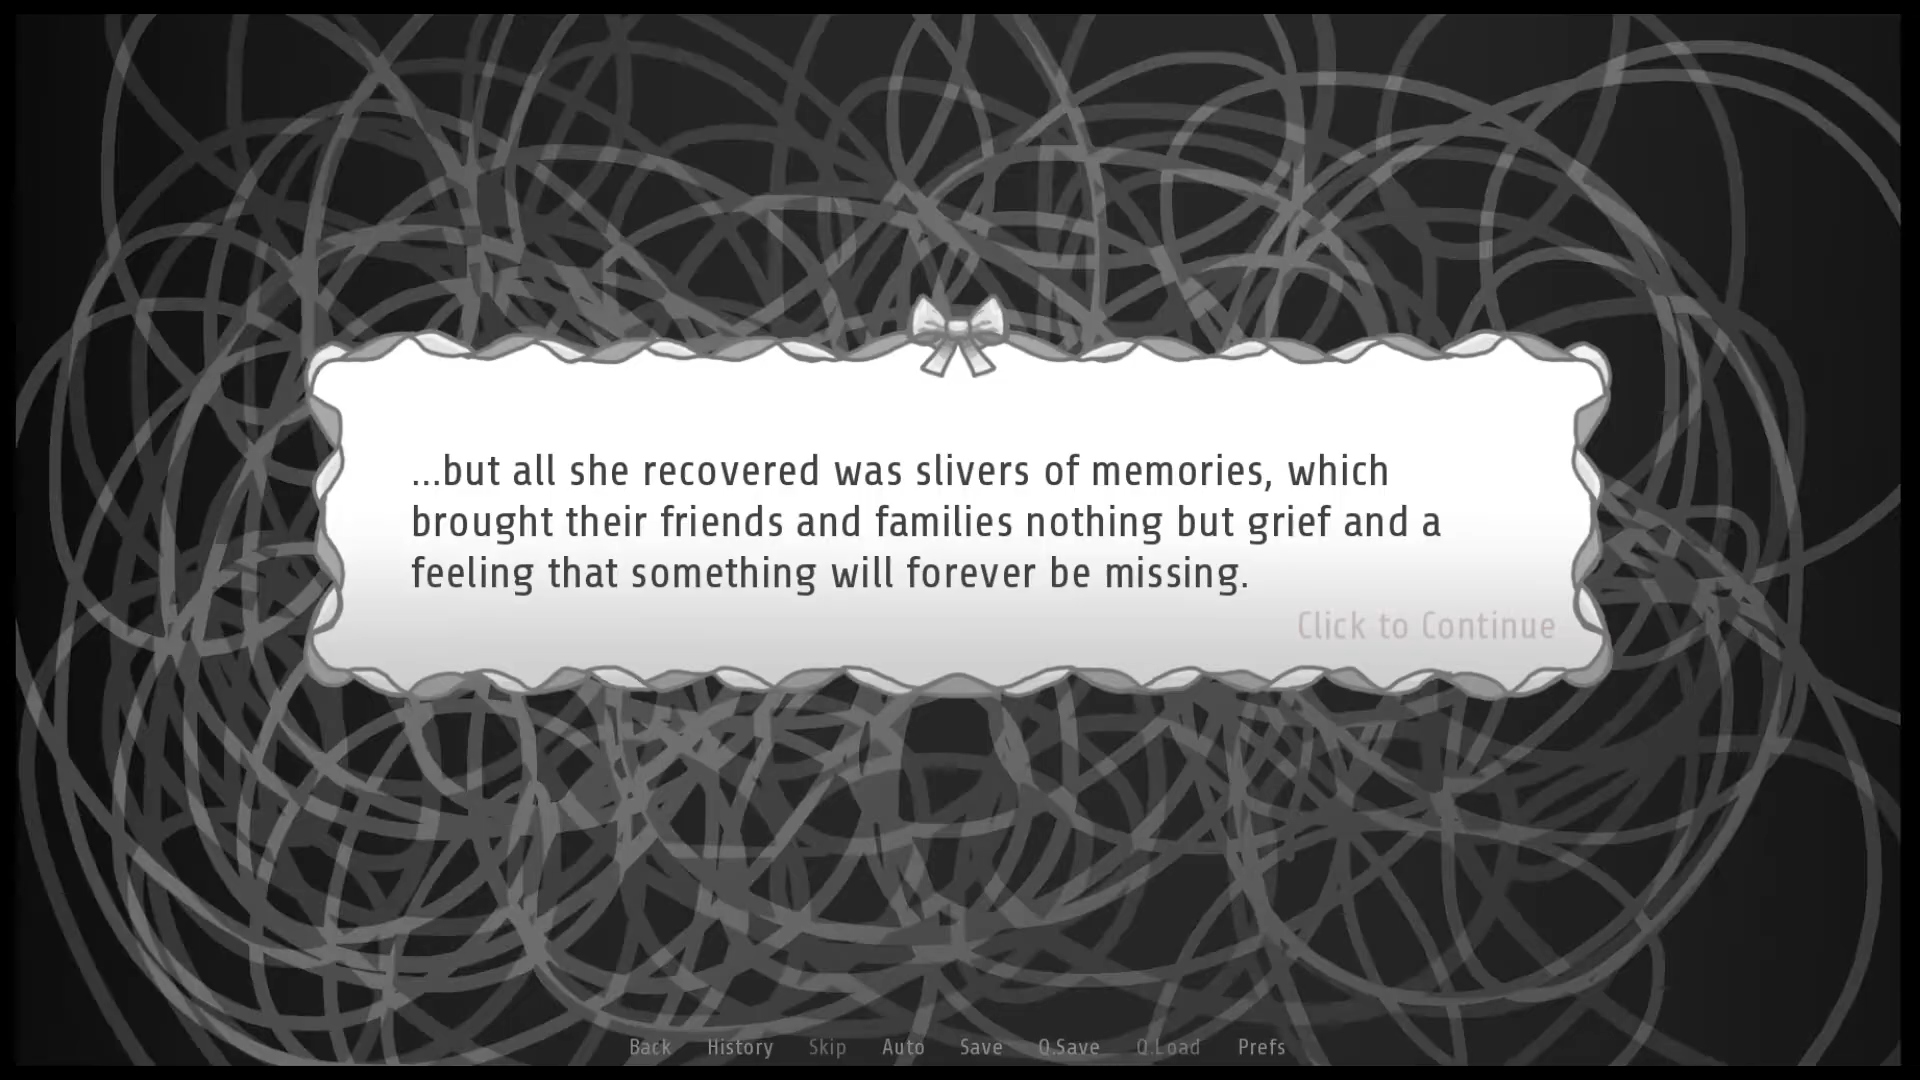 ...but all she recovered was slivers of memories, which
brought their friends and families nothing but grief and a
feeling that something will forever be missing.
Click to Continue
Back History Skip Auto Save Q.Save Q.Load Prefs